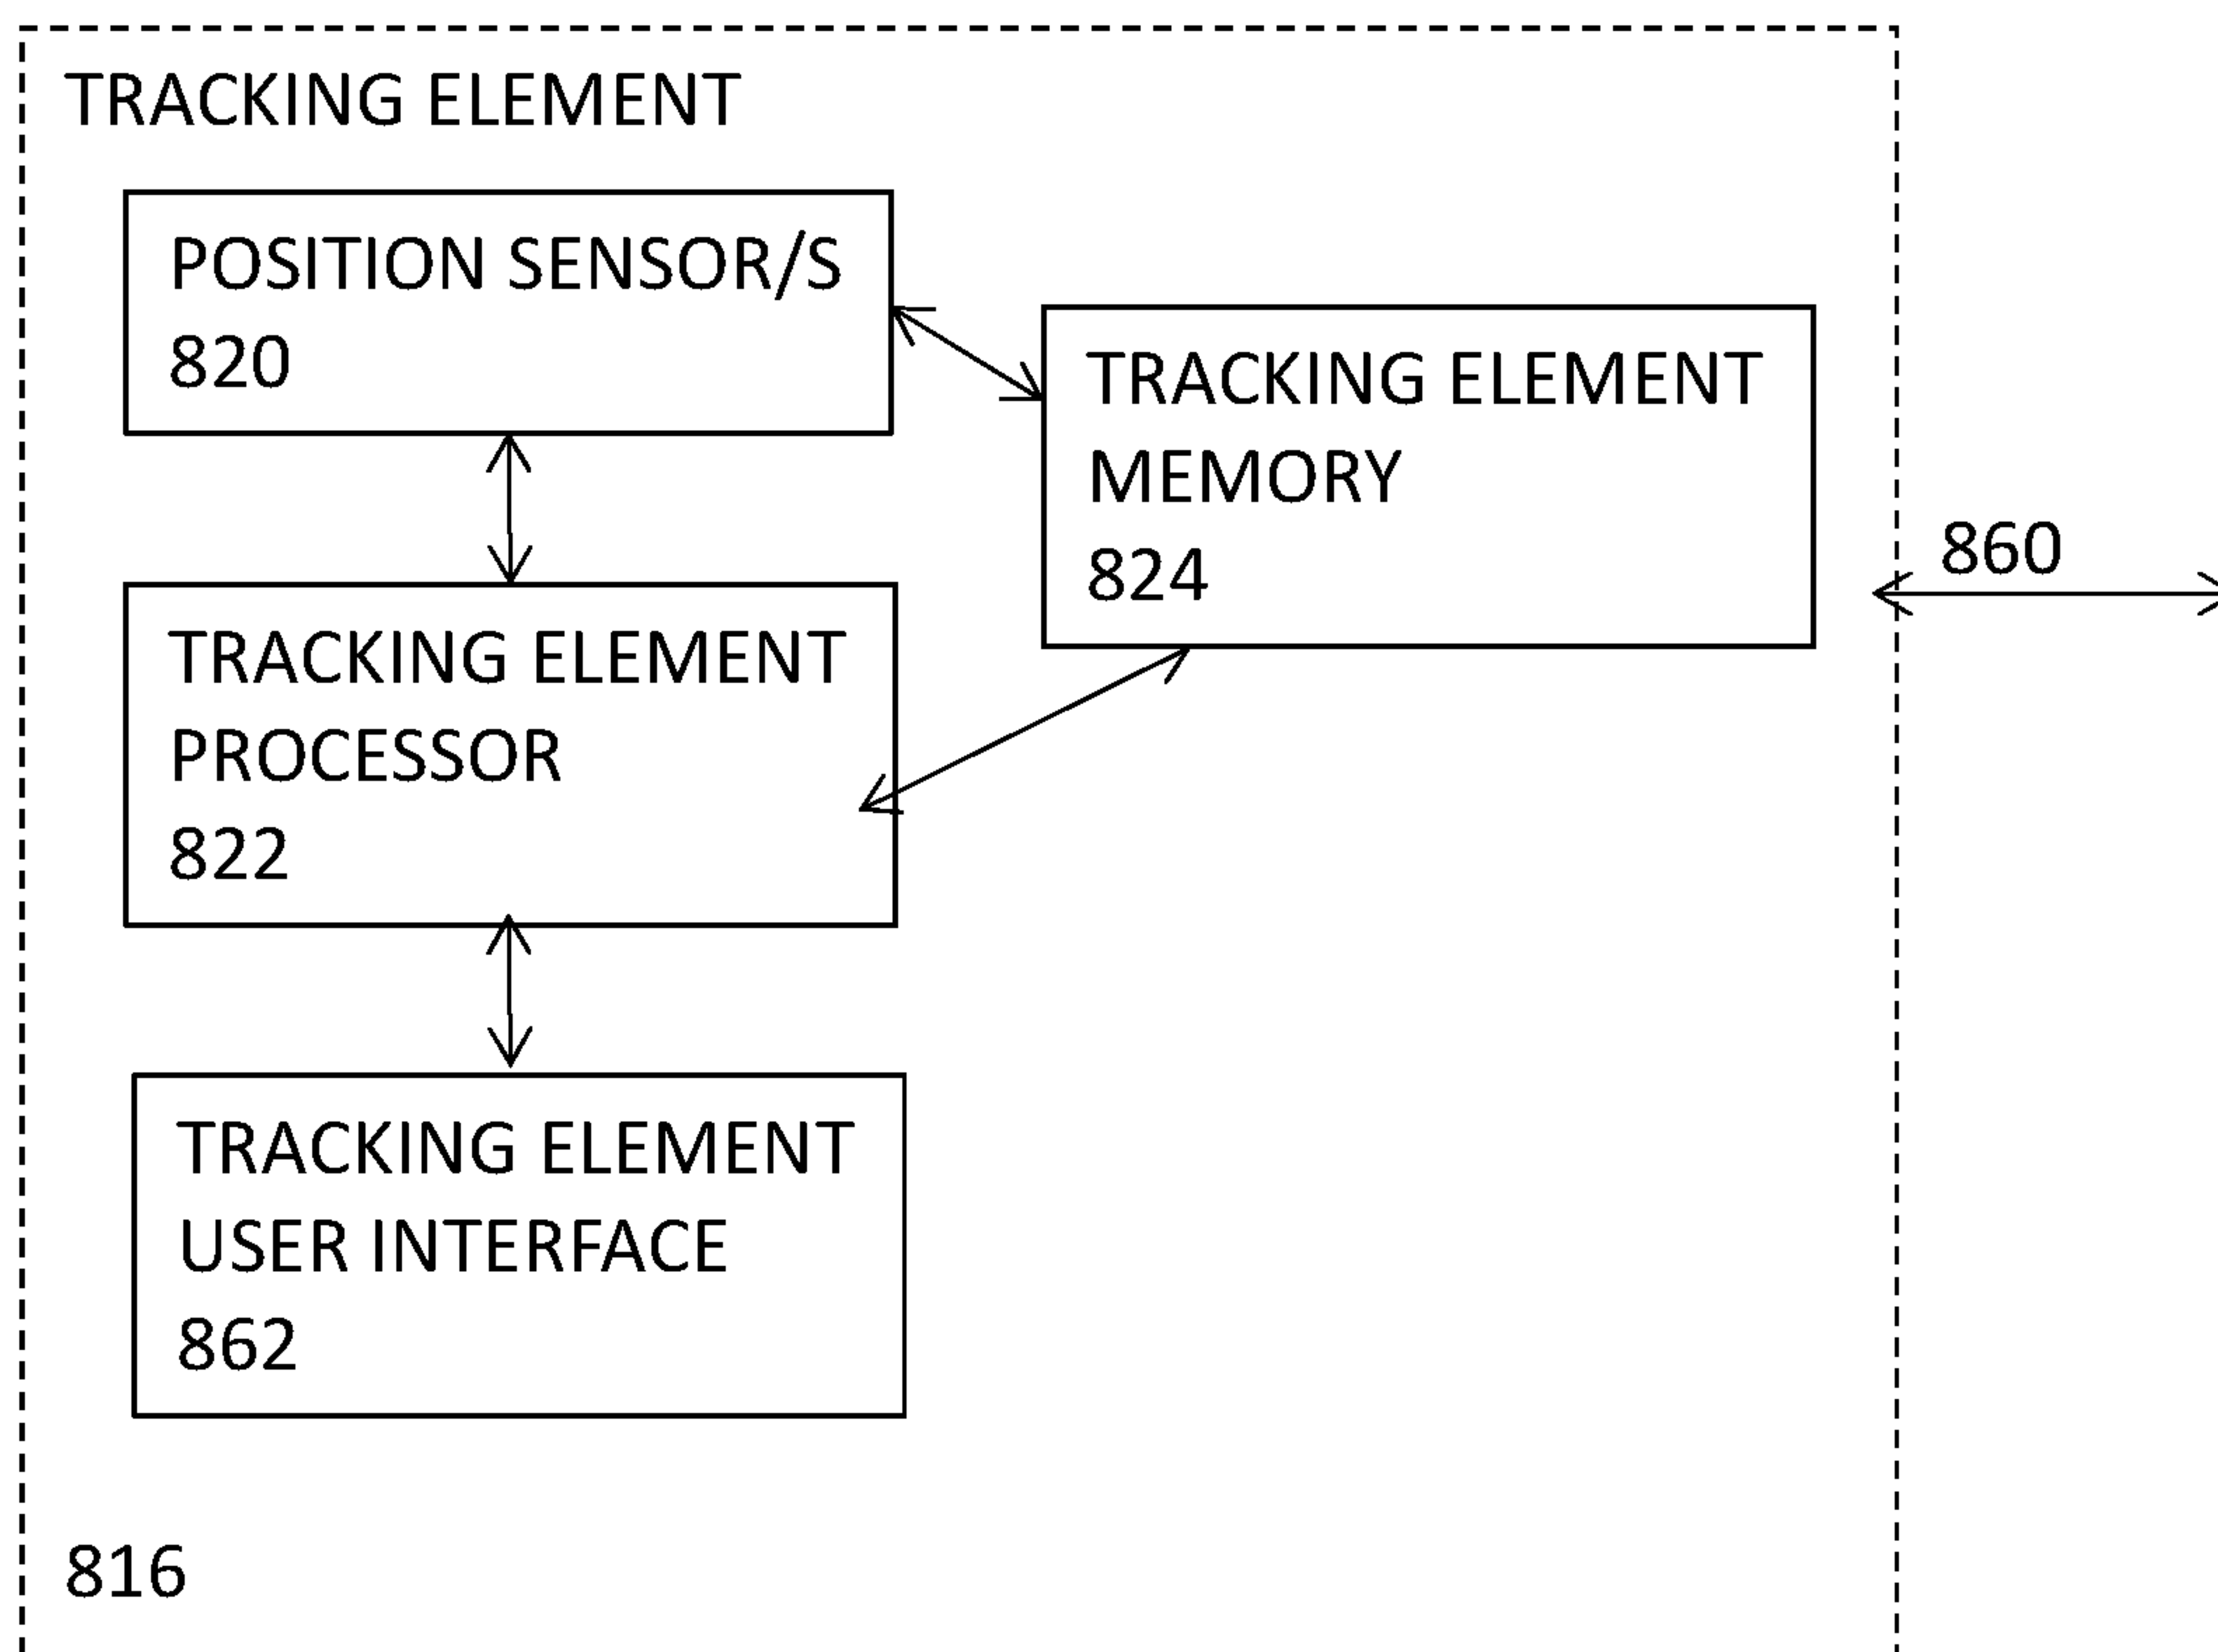 TRACKING ELEMENT
POSITION SENSOR/S
820
TRACKING ELEMENT
MEMORY
824
860
TRACKING ELEMENT
PROCESSOR
822
TRACKING ELEMENT
USER INTERFACE
862
816